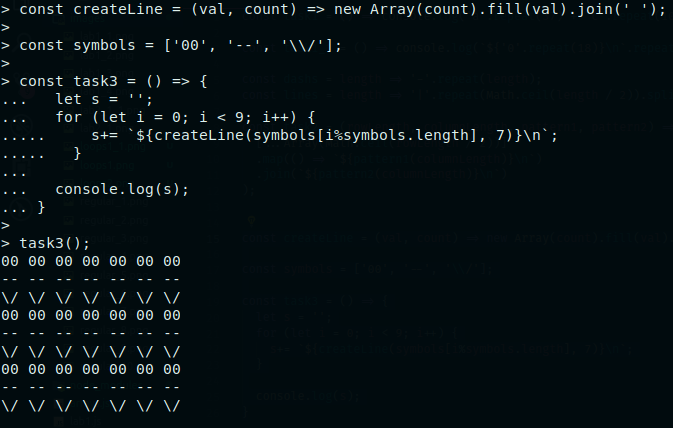 > const createLine = (val, count) => new Array(count).fill(val).join(' ');
>
> const symbols = ['00', '--', '\\/'];
>
> const task3 = () => {
...   let s = '';
...   for (let i = 0; i < 9; i++) {
.....     s+= `${createLine(symbols[i%symbols.length], 7)}\n`;
.....   }
...
...   console.log(s);
... }
>
> task3();
00 00 00 00 00 00 00
-- -- -- -- -- -- --
\/ \/ \/ \/ \/ \/ \/
00 00 00 00 00 00 00
-- -- -- -- -- -- --
\/ \/ \/ \/ \/ \/ \/
00 00 00 00 00 00 00
-- -- -- -- -- -- --
\/ \/ \/ \/ \/ \/ \/